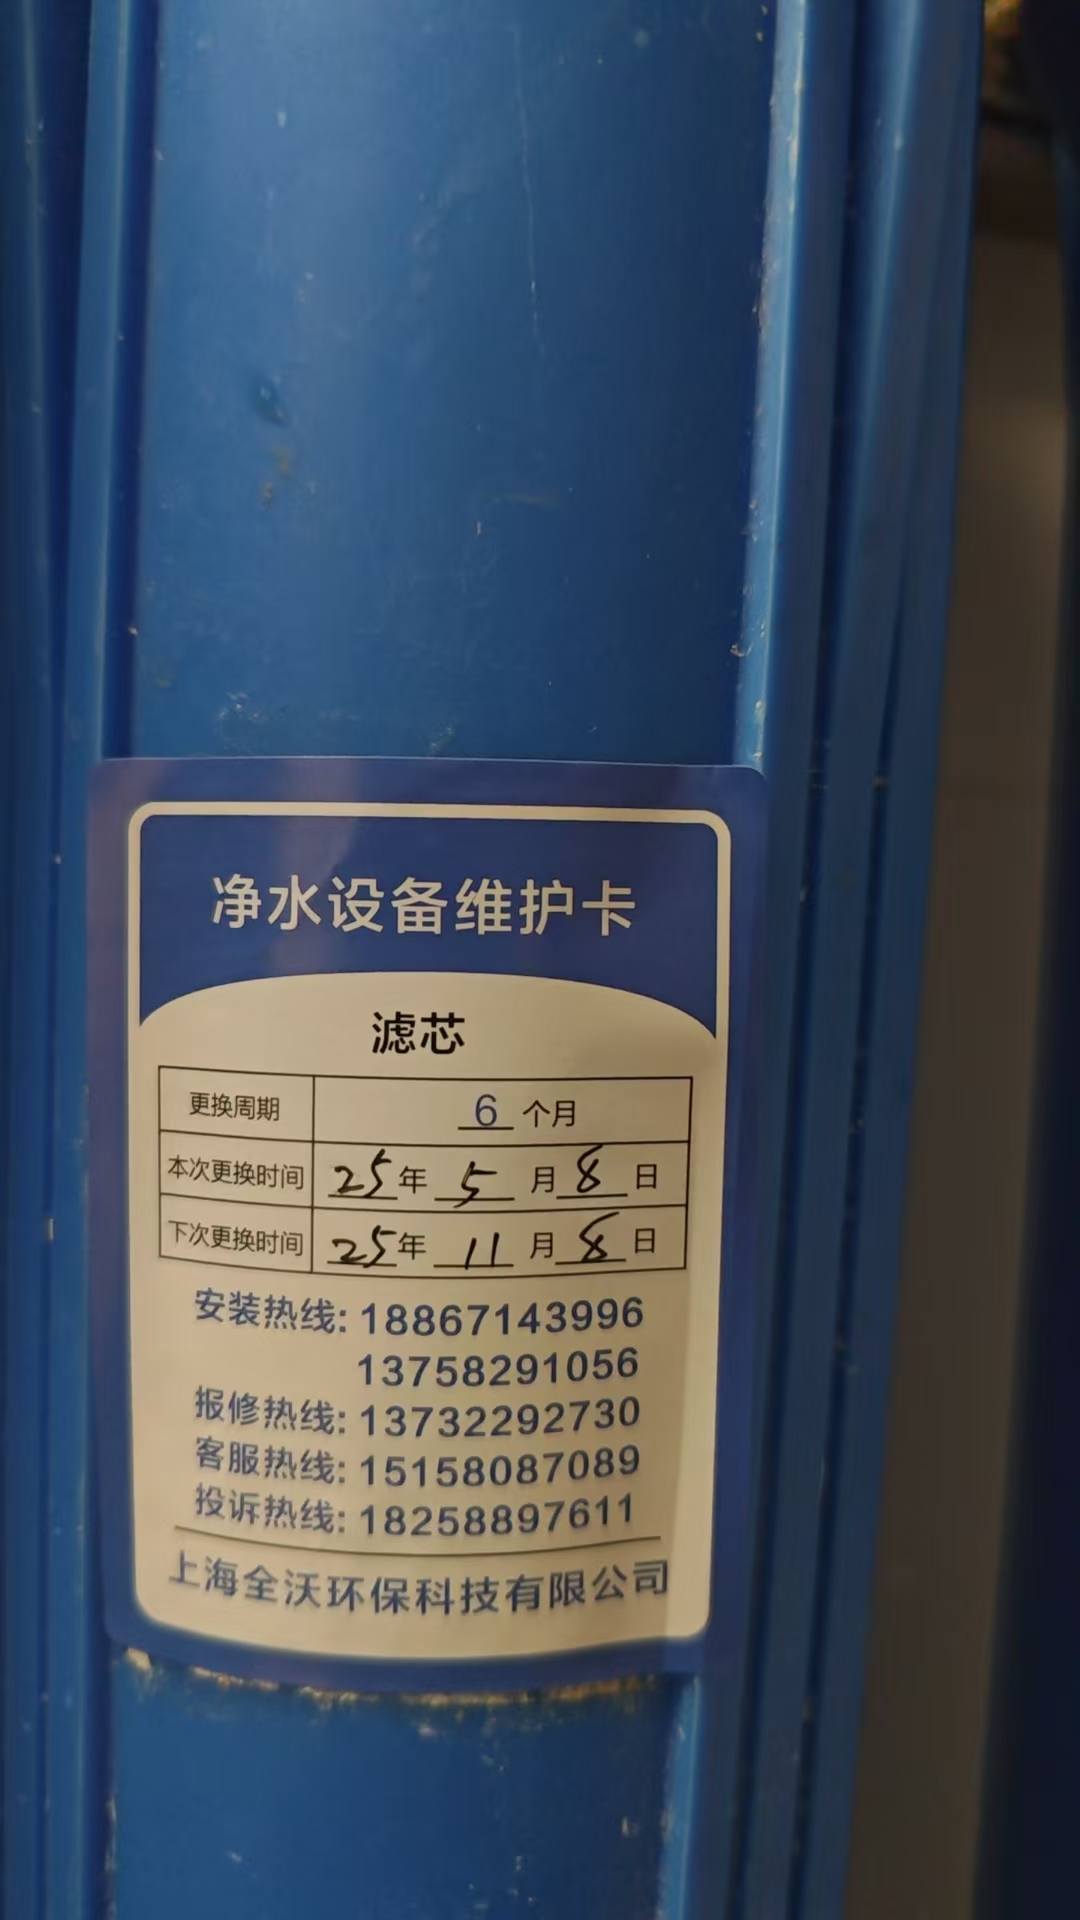 净水设备维护卡
滤芯
更换周期 6 个月
本次更换时间 25年 5 月 8 日
下次更换时间 25年 11 月 8 日
安装热线: 18867143996
13758291056
报修热线: 13732292730
客服热线: 15158087089
投诉热线: 18258897611
上海全沃环保科技有限公司